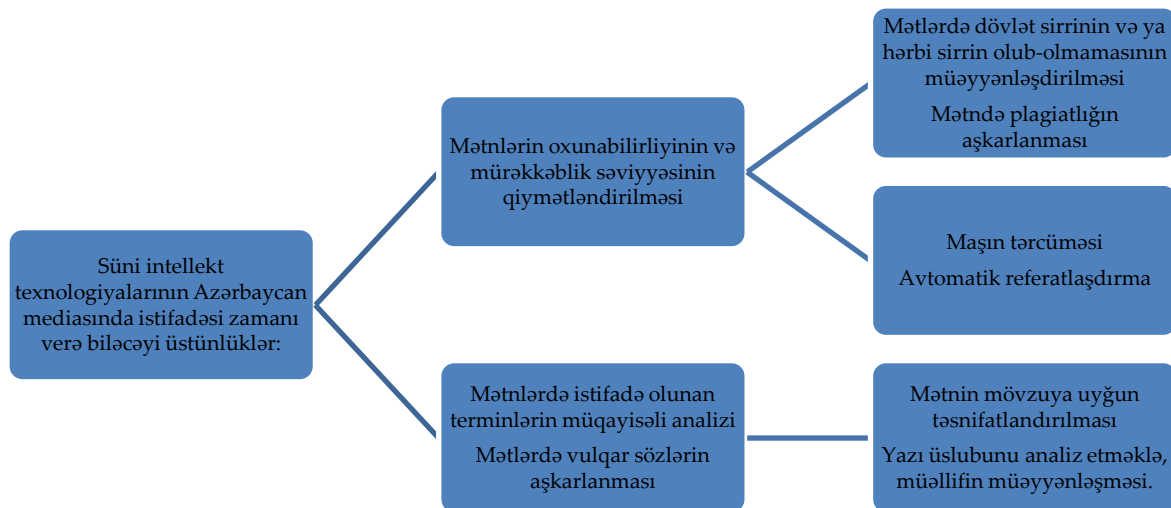 Süni intellekt
texnologiyalarının Azərbaycan
mediasında istifadəsi zamanı
verə biləcəyi üstünlüklər:
Mətnlərin oxunabilirliyinin və
mürəkkəblik səviyyəsinin
qiymətləndirilməsi
Mətlərdə dövlət sirrinin və ya
hərbi sirrin olub-olmamasının
müəyyənləşdirilməsi
Mətndə plagiatlığın
aşkarlanması
Maşın tərcüməsi
Avtomatik referatlaşdırma
Mətnlərdə istifadə olunan
terminlərin müqayisəli analizi
Mətlərdə vulqar sözlərin
aşkarlanması
Mətnin mövzuya uyğun
təsnifatlandırılması
Yazı üslubunu analiz etməklə,
müəllifin müəyyənləşməsi.